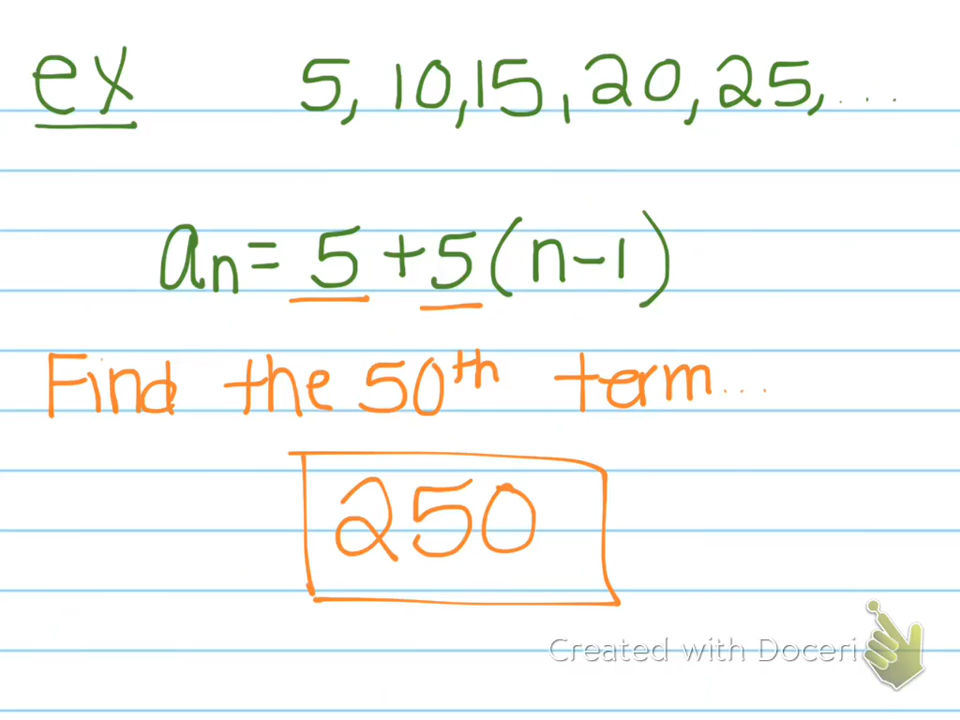 ex 5, 10, 15, 20, 25, ...
an = 5 + 5(n-1)
Find the 50th term...
250
Created with Doceri